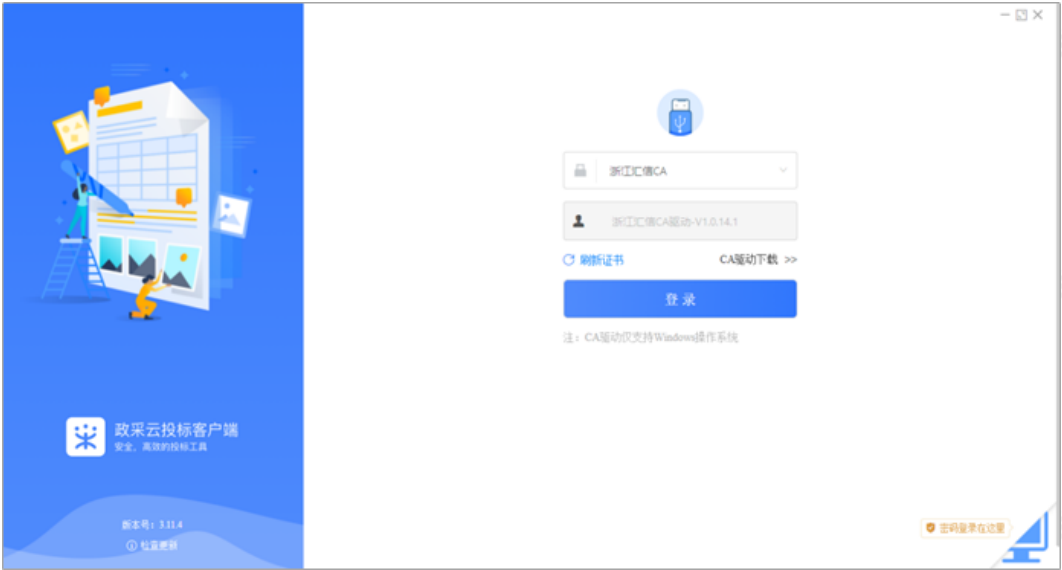 浙江汇信CA
浙江汇信CA驱动-V1.0.14.1
刷新证书
CA驱动下载 >>
登录
注：CA驱动仅支持Windows操作系统
政采云投标客户端
安全、高效的投标工具
版本号：3.11.4
检查更新
密码登录在这里